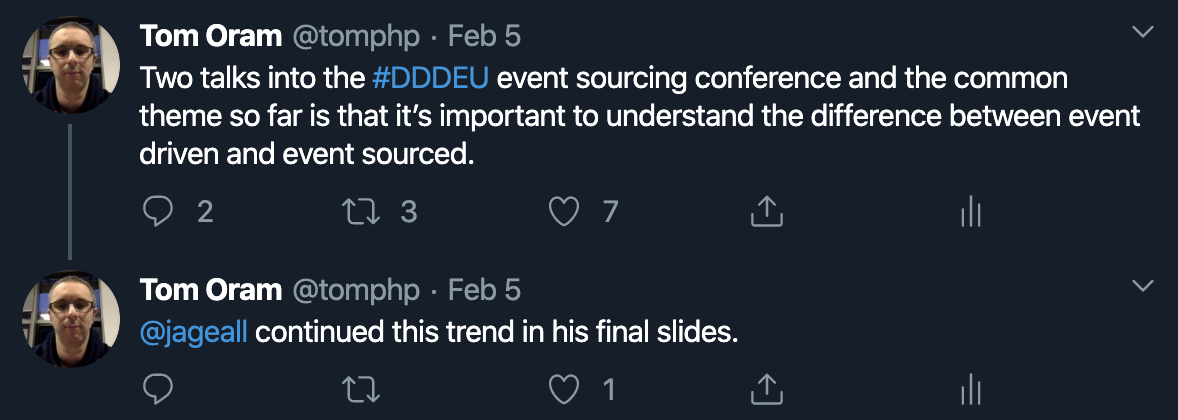 Tom Oram @tomphp · Feb 5
Two talks into the #DDDEU event sourcing conference and the common
theme so far is that it’s important to understand the difference between event
driven and event sourced.
2 3 7
Tom Oram @tomphp · Feb 5
@jageall continued this trend in his final slides.
1